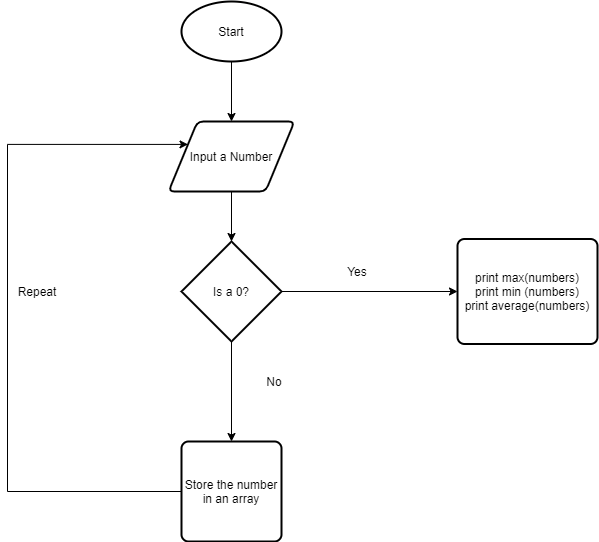 Start
Input a Number
Is a 0?
Yes
print max(numbers)
print min (numbers)
print average(numbers)
Repeat
No
Store the number
in an array